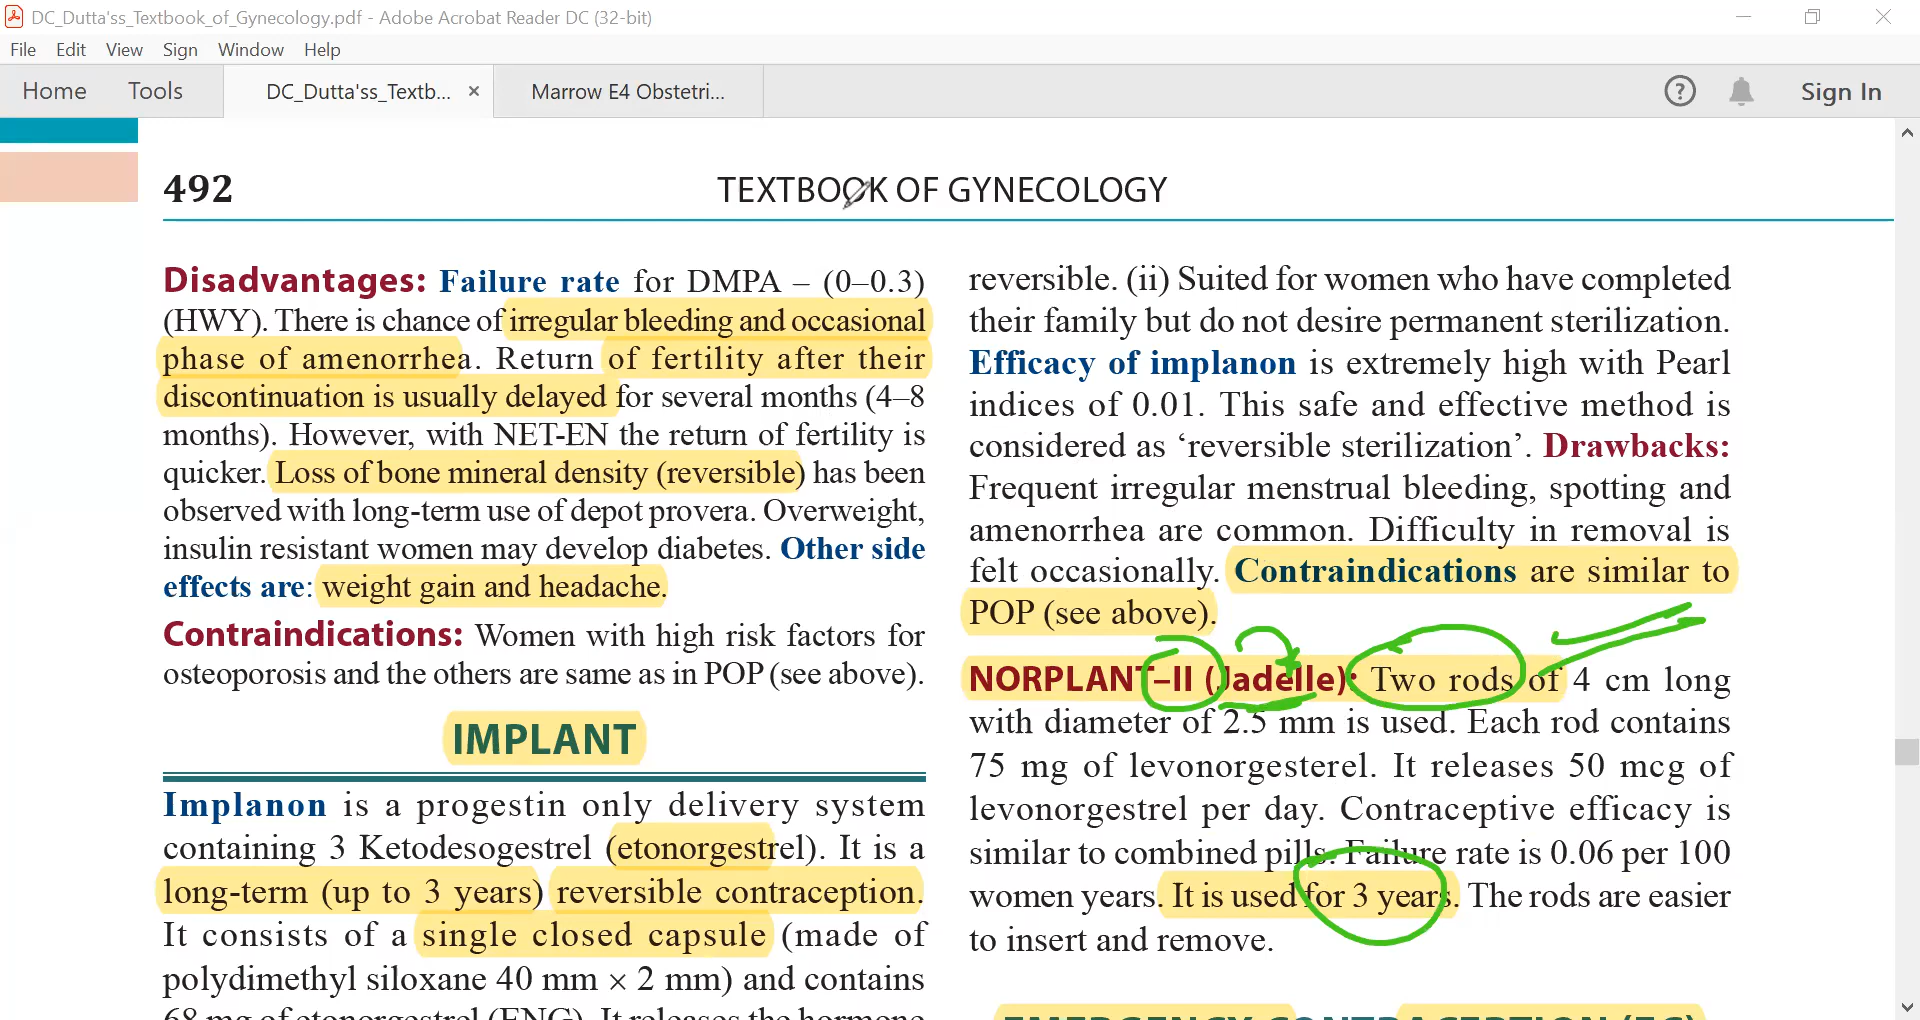 DC_Dutta'ss_Textbook_of_Gynecology.pdf - Adobe Acrobat Reader DC (32-bit)
File Edit View Sign Window Help
Home Tools DC_Dutta'ss_Textb... × Marrow E4 Obstetri... ? Sign In
492 TEXTBOOK OF GYNECOLOGY
Disadvantages: Failure rate for DMPA – (0–0.3)
(HWY). There is chance of irregular bleeding and occasional
phase of amenorrhea. Return of fertility after their
discontinuation is usually delayed for several months (4–8
months). However, with NET-EN the return of fertility is
quicker. Loss of bone mineral density (reversible) has been
observed with long-term use of depot provera. Overweight,
insulin resistant women may develop diabetes. Other side
effects are: weight gain and headache.
Contraindications: Women with high risk factors for
osteoporosis and the others are same as in POP (see above).
IMPLANT
Implanon is a progestin only delivery system
containing 3 Ketodesogestrel (etonorgestrel). It is a
long-term (up to 3 years) reversible contraception.
It consists of a single closed capsule (made of
polydimethyl siloxane 40 mm × 2 mm) and contains
68 mg of etonorgestrel (ENG). It releases the hormone
reversible. (ii) Suited for women who have completed
their family but do not desire permanent sterilization.
Efficacy of implanon is extremely high with Pearl
indices of 0.01. This safe and effective method is
considered as ‘reversible sterilization’. Drawbacks:
Frequent irregular menstrual bleeding, spotting and
amenorrhea are common. Difficulty in removal is
felt occasionally. Contraindications are similar to
POP (see above).
NORPLANT–II (Jadelle): Two rods of 4 cm long
with diameter of 2.5 mm is used. Each rod contains
75 mg of levonorgesterel. It releases 50 mcg of
levonorgestrel per day. Contraceptive efficacy is
similar to combined pills. Failure rate is 0.06 per 100
women years. It is used for 3 years. The rods are easier
to insert and remove.
EMERGENCY CONTRACEPTION (EC)